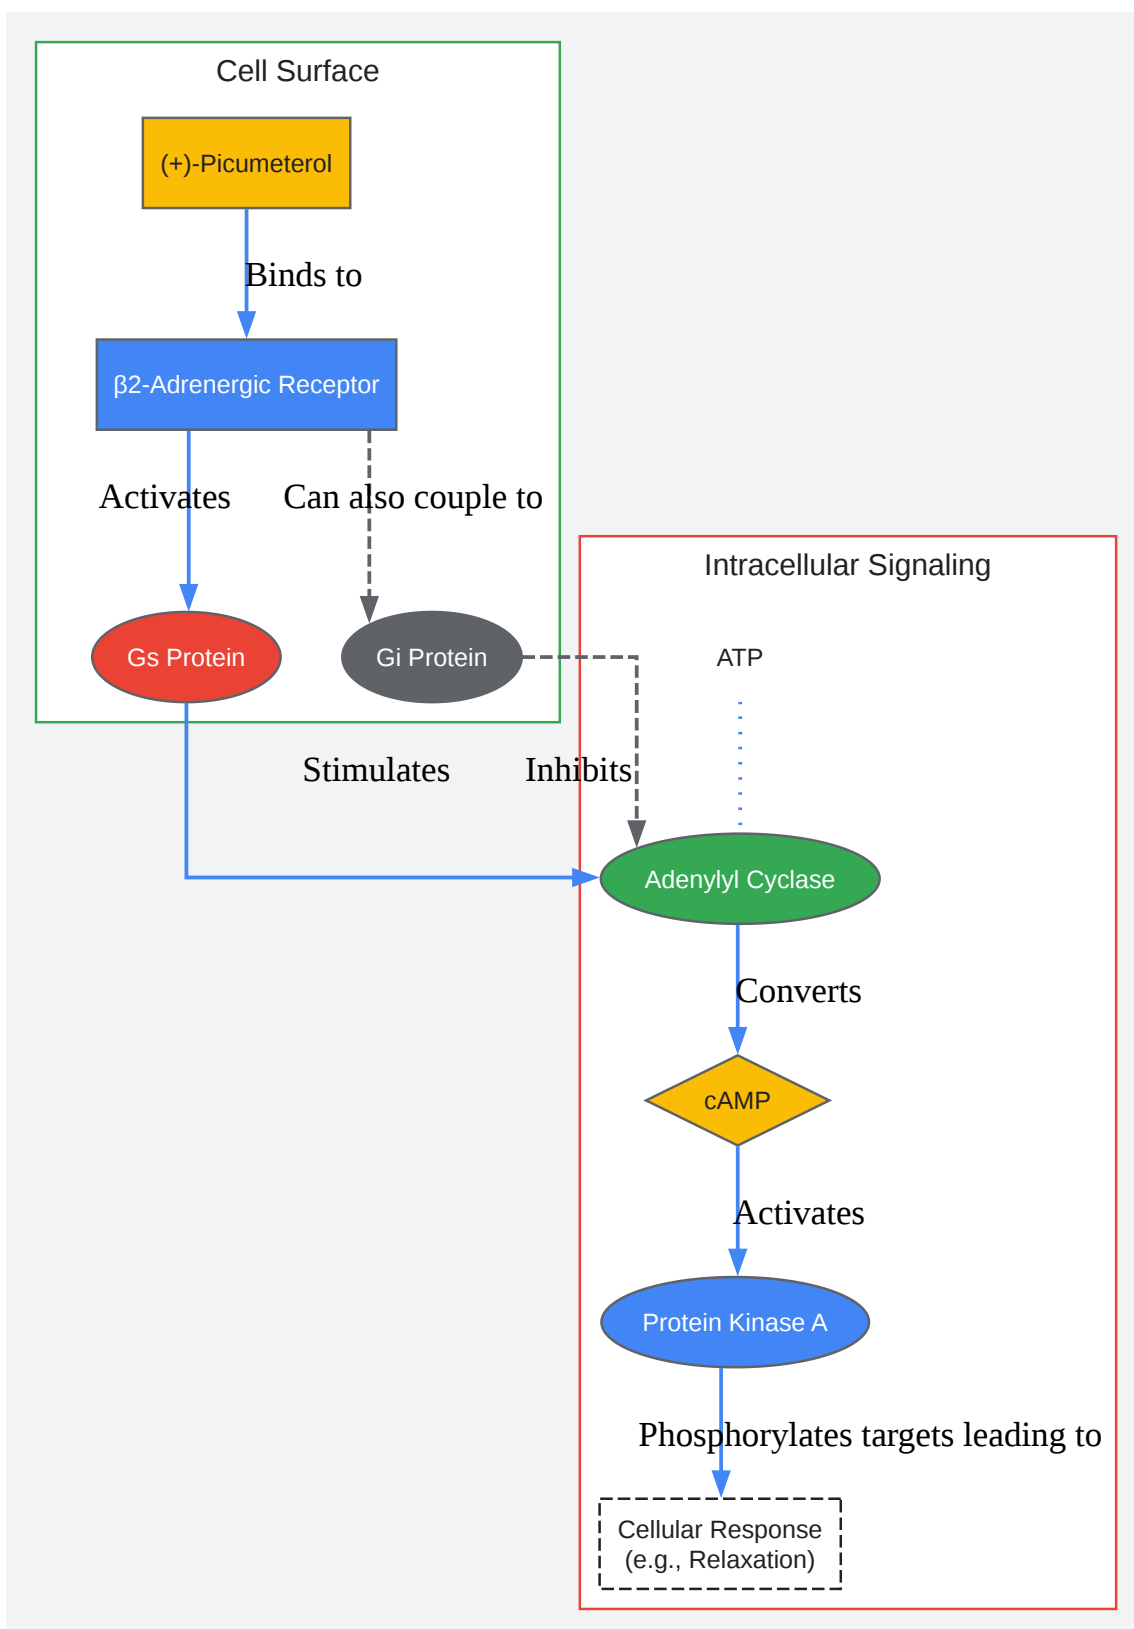 Cell Surface
(+)-Picumeterol
Binds to
β2-Adrenergic Receptor
Activates
Can also couple to
Gs Protein
Gi Protein
Intracellular Signaling
ATP
Stimulates
Inhibits
Adenylyl Cyclase
Converts
cAMP
Activates
Protein Kinase A
Phosphorylates targets leading to
Cellular Response
(e.g., Relaxation)